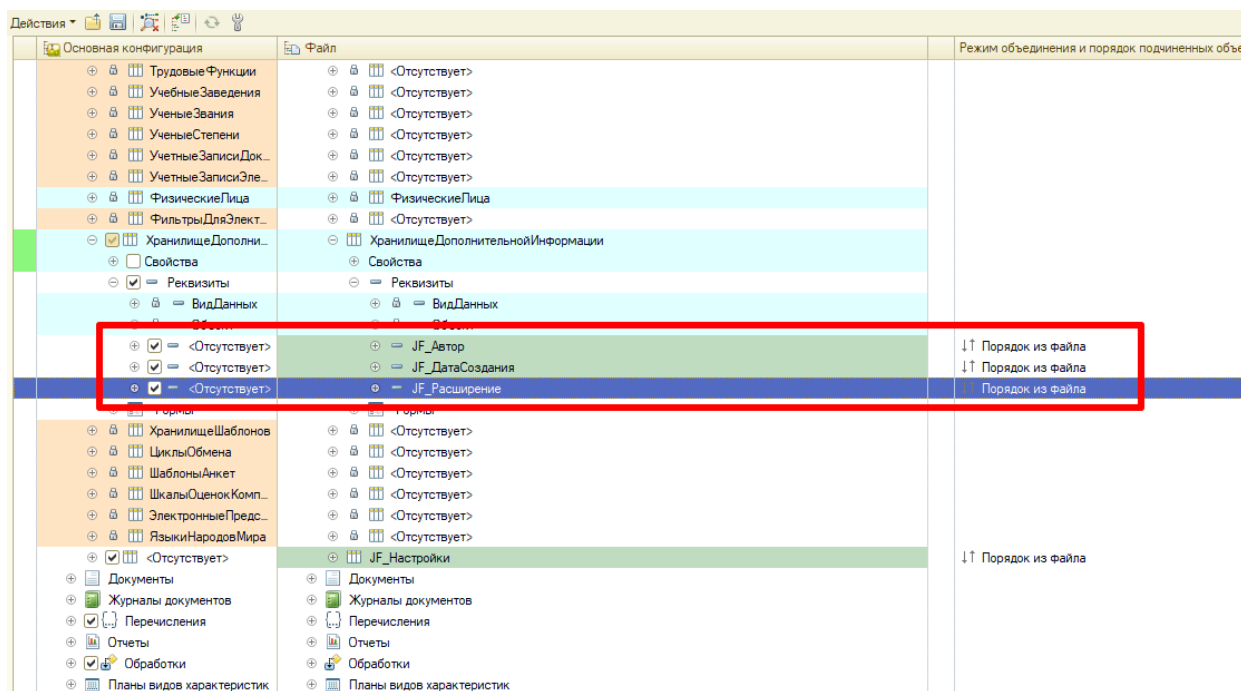 Действия
Основная конфигурация Файл Режим объединения и порядок подчиненных объе
ТрудовыеФункции <Отсутствует>
УчебныеЗаведения <Отсутствует>
УченыеЗвания <Отсутствует>
УченыеСтепени <Отсутствует>
УчетныеЗаписиДок... <Отсутствует>
УчетныеЗаписиЭле... <Отсутствует>
ФизическиеЛица ФизическиеЛица
ФильтрыДляЭлект... <Отсутствует>
ХранилищеДополни... ХранилищеДополнительнойИнформации
Свойства Свойства
Реквизиты Реквизиты
ВидДанных ВидДанных
<Отсутствует> JF_Автор Порядок из файла
<Отсутствует> JF_ДатаСоздания Порядок из файла
<Отсутствует> JF_Расширение Порядок из файла
Формы Формы
ХранилищеШаблонов <Отсутствует>
ЦиклыОбмена <Отсутствует>
ШаблоныАнкет <Отсутствует>
ШкалыОценокКомп... <Отсутствует>
ЭлектронныеПредс... <Отсутствует>
ЯзыкиНародовМира <Отсутствует>
<Отсутствует> JF_Настройки Порядок из файла
Документы Документы
Журналы документов Журналы документов
Перечисления Перечисления
Отчеты Отчеты
Обработки Обработки
Планы видов характеристик Планы видов характеристик